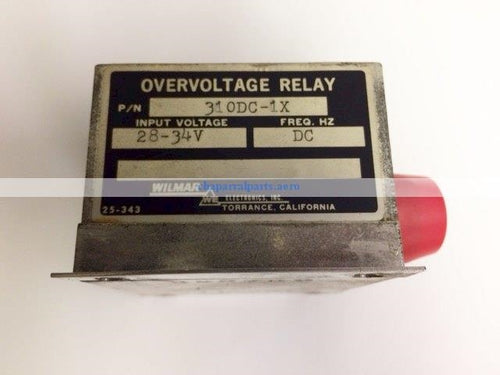 OVERVOLTAGE RELAY
P/N 310DC-1X
INPUT VOLTAGE FREQ. HZ
28-34V DC
chaparralparts.aero
WILMAR ELECTRONICS, INC.
25-343 TORRANCE, CALIFORNIA